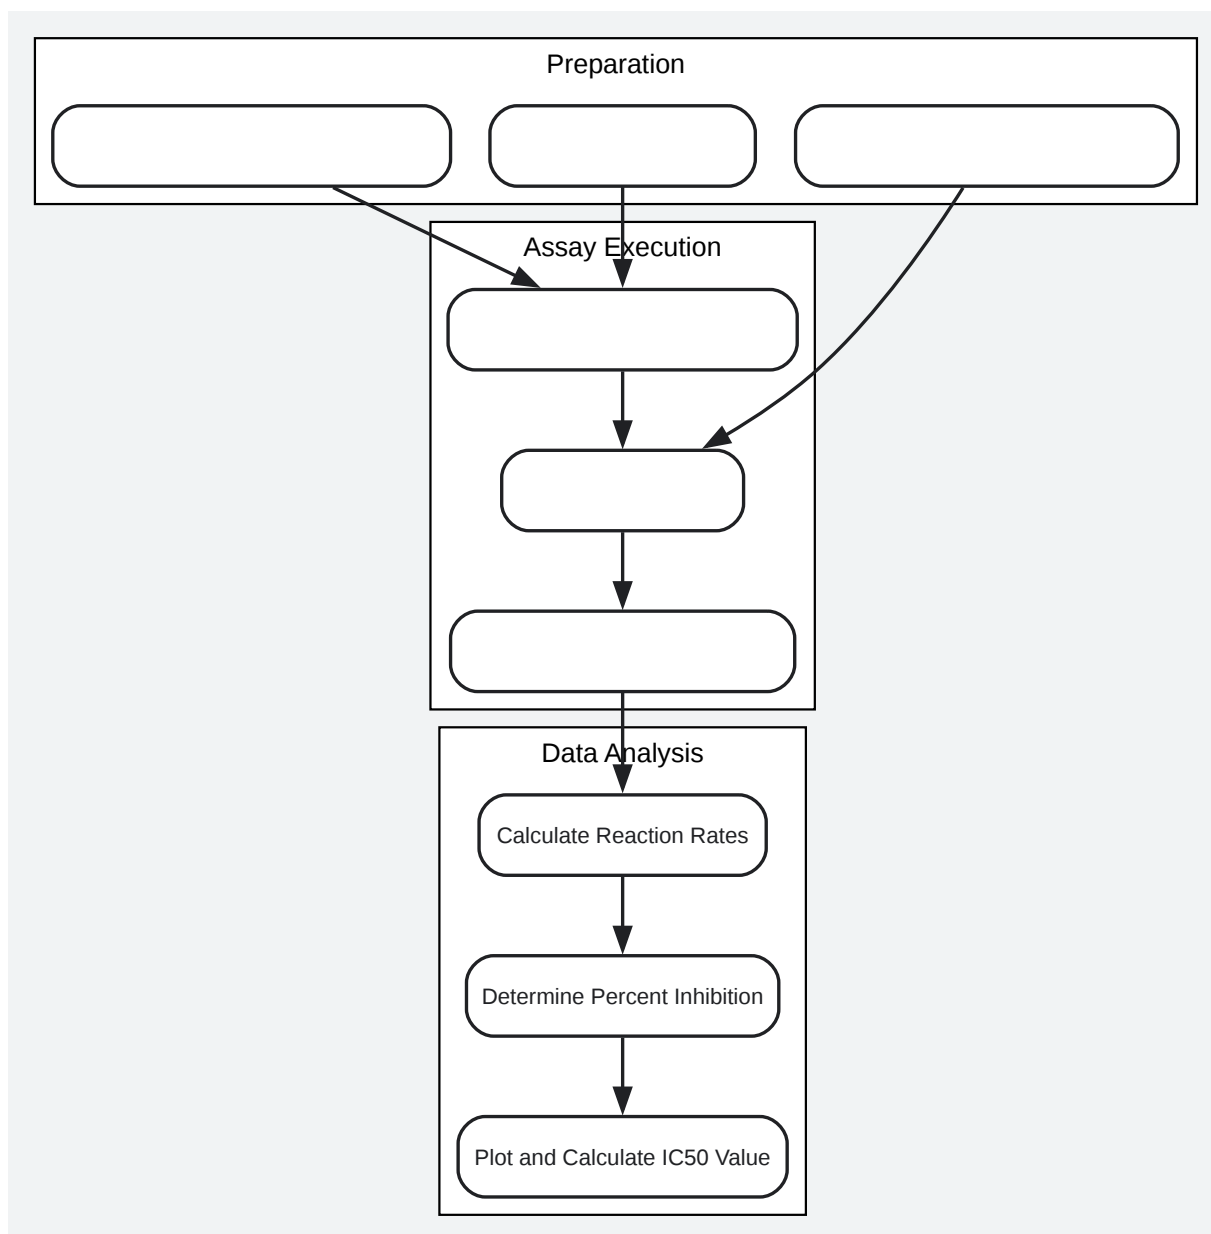 Preparation
Assay Execution
Data Analysis
Calculate Reaction Rates
Determine Percent Inhibition
Plot and Calculate IC50 Value